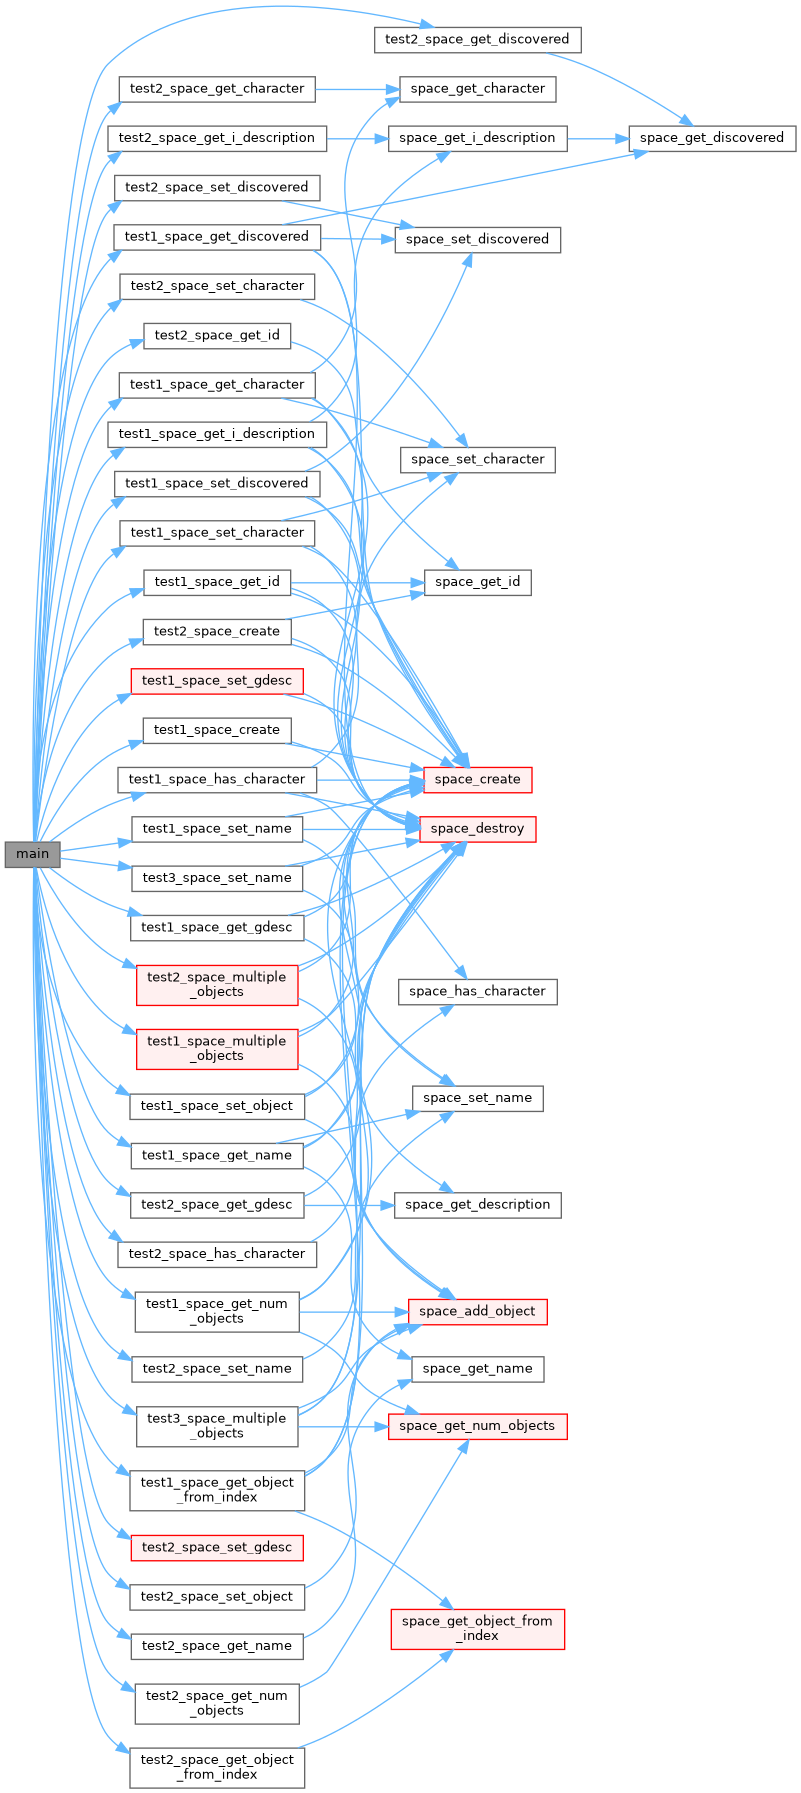 test2_space_get_discovered
test2_space_get_character
space_get_character
test2_space_get_i_description
space_get_i_description
space_get_discovered
test2_space_set_discovered
test1_space_get_discovered
space_set_discovered
test2_space_set_character
test2_space_get_id
test1_space_get_character
test1_space_get_i_description
space_set_character
test1_space_set_discovered
test1_space_set_character
test1_space_get_id
space_get_id
test2_space_create
test1_space_set_gdesc
test1_space_create
test1_space_has_character
space_create
test1_space_set_name
space_destroy
main
test3_space_set_name
test1_space_get_gdesc
test2_space_multiple
_objects
space_has_character
test1_space_multiple
_objects
test1_space_set_object
space_set_name
test1_space_get_name
test2_space_get_gdesc
space_get_description
test2_space_has_character
test1_space_get_num
_objects
space_add_object
test2_space_set_name
space_get_name
test3_space_multiple
_objects
space_get_num_objects
test1_space_get_object
_from_index
test2_space_set_gdesc
test2_space_set_object
space_get_object_from
_index
test2_space_get_name
test2_space_get_num
_objects
test2_space_get_object
_from_index